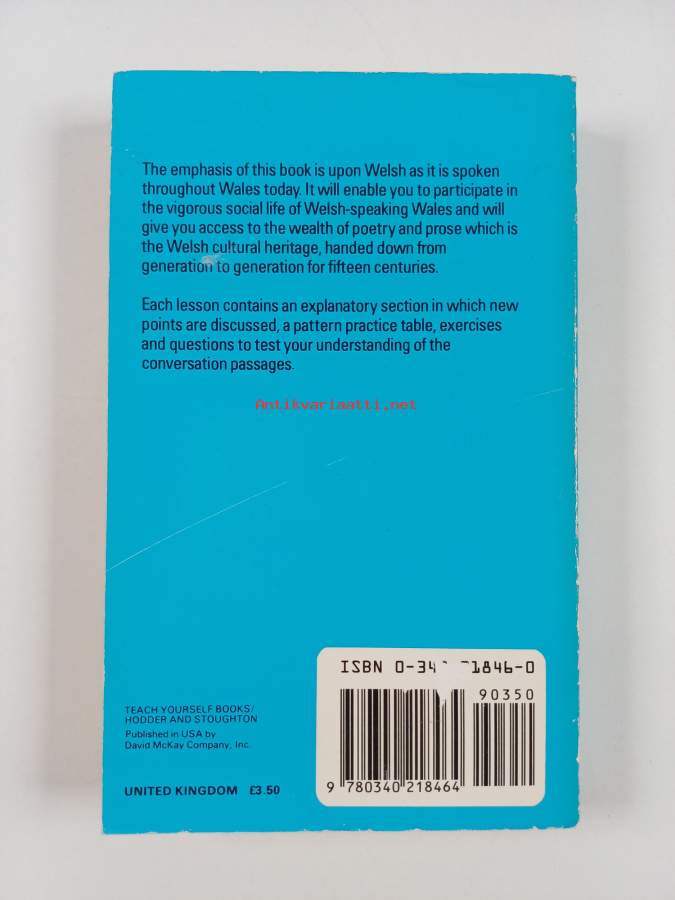 The emphasis of this book is upon Welsh as it is spoken
throughout Wales today. It will enable you to participate in
the vigorous social life of Welsh-speaking Wales and will
give you access to the wealth of poetry and prose which is
the Welsh cultural heritage, handed down from
generation to generation for fifteen centuries.
Each lesson contains an explanatory section in which new
points are discussed, a pattern practice table, exercises
and questions to test your understanding of the
conversation passages.
Antikvariaatti.net
ISBN 0-34 1846-0
90350
TEACH YOURSELF BOOKS/
HODDER AND STOUGHTON
Published in USA by
David McKay Company, Inc.
9 780340 218464
UNITED KINGDOM £3.50